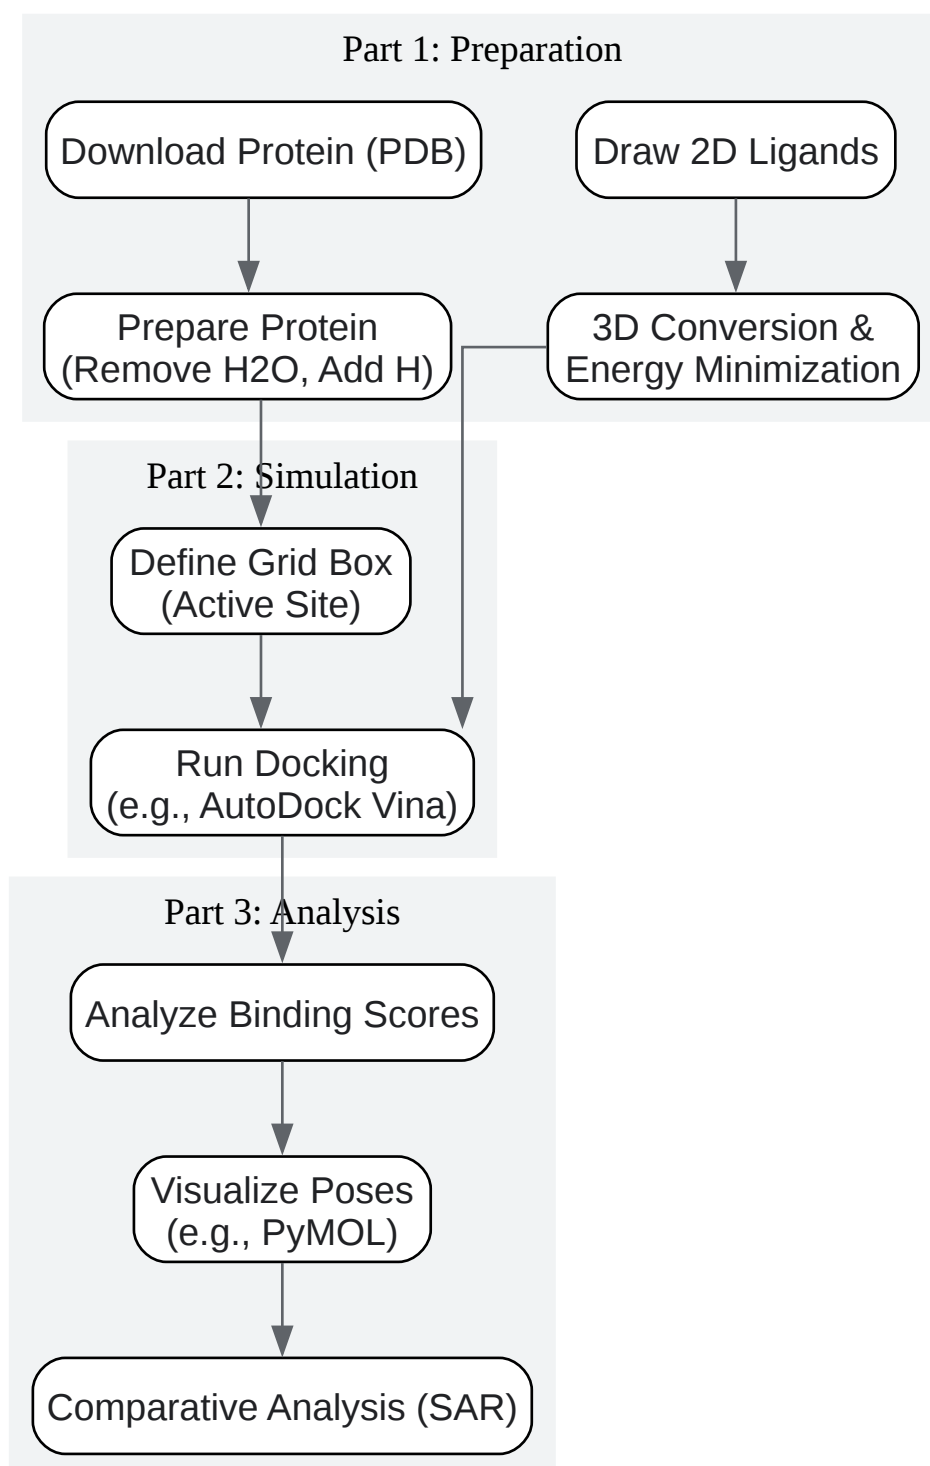 Part 1: Preparation
Download Protein (PDB)
Draw 2D Ligands
Prepare Protein
(Remove H2O, Add H)
3D Conversion &
Energy Minimization
Part 2: Simulation
Define Grid Box
(Active Site)
Run Docking
(e.g., AutoDock Vina)
Part 3: Analysis
Analyze Binding Scores
Visualize Poses
(e.g., PyMOL)
Comparative Analysis (SAR)